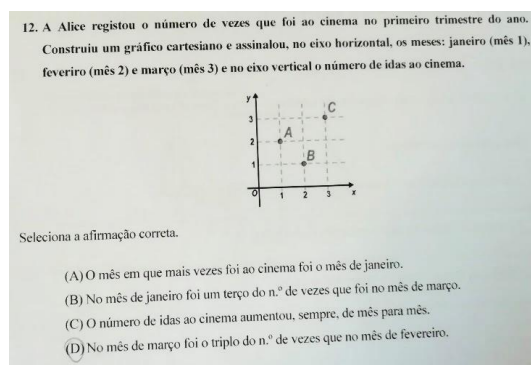 12. A Alice registou o número de vezes que foi ao cinema no primeiro trimestre do ano.
Construiu um gráfico cartesiano e assinalou, no eixo horizontal, os meses: janeiro (mês 1),
feveriro (mês 2) e março (mês 3) e no eixo vertical o número de idas ao cinema.
y
3
C
2
A
1
B
O 1 2 3 x
Seleciona a afirmação correta.
(A) O mês em que mais vezes foi ao cinema foi o mês de janeiro.
(B) No mês de janeiro foi um terço do n.º de vezes que foi no mês de março.
(C) O número de idas ao cinema aumentou, sempre, de mês para mês.
(D) No mês de março foi o triplo do n.º de vezes que no mês de fevereiro.